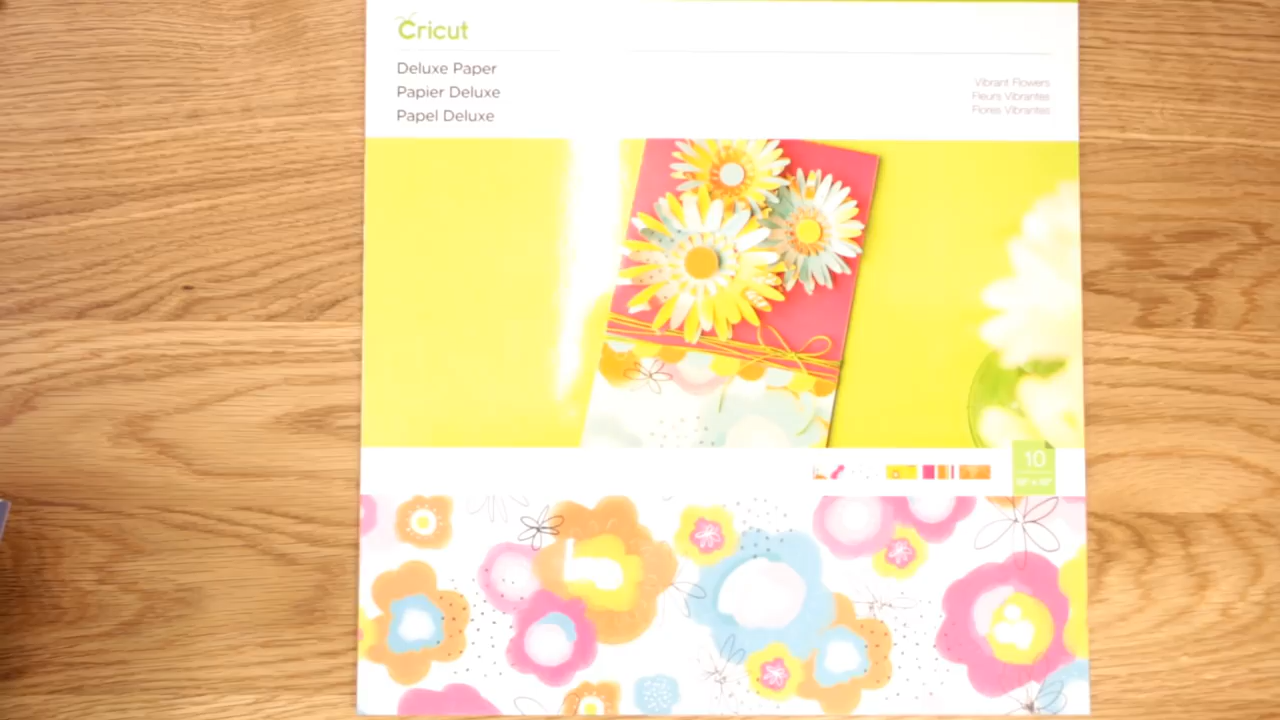 Cricut
Deluxe Paper
Papier Deluxe
Papel Deluxe
Vibrant Flowers
Fleurs Vibrantes
Flores Vibrantes
10